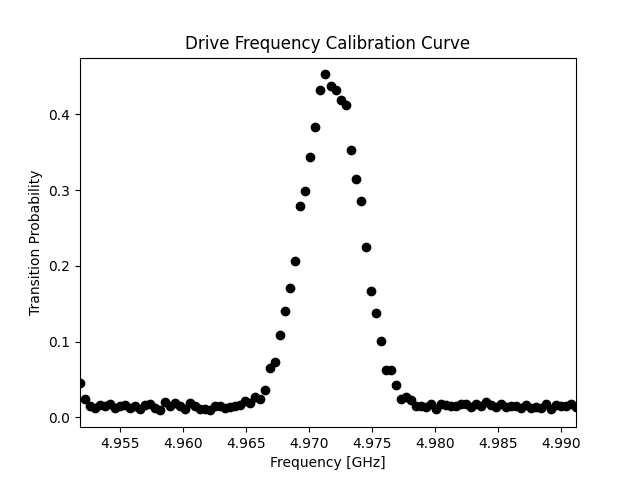 Drive Frequency Calibration Curve
Transition Probability
0.4
0.3
0.2
0.1
0.0
4.955 4.960 4.965 4.970 4.975 4.980 4.985 4.990
Frequency [GHz]